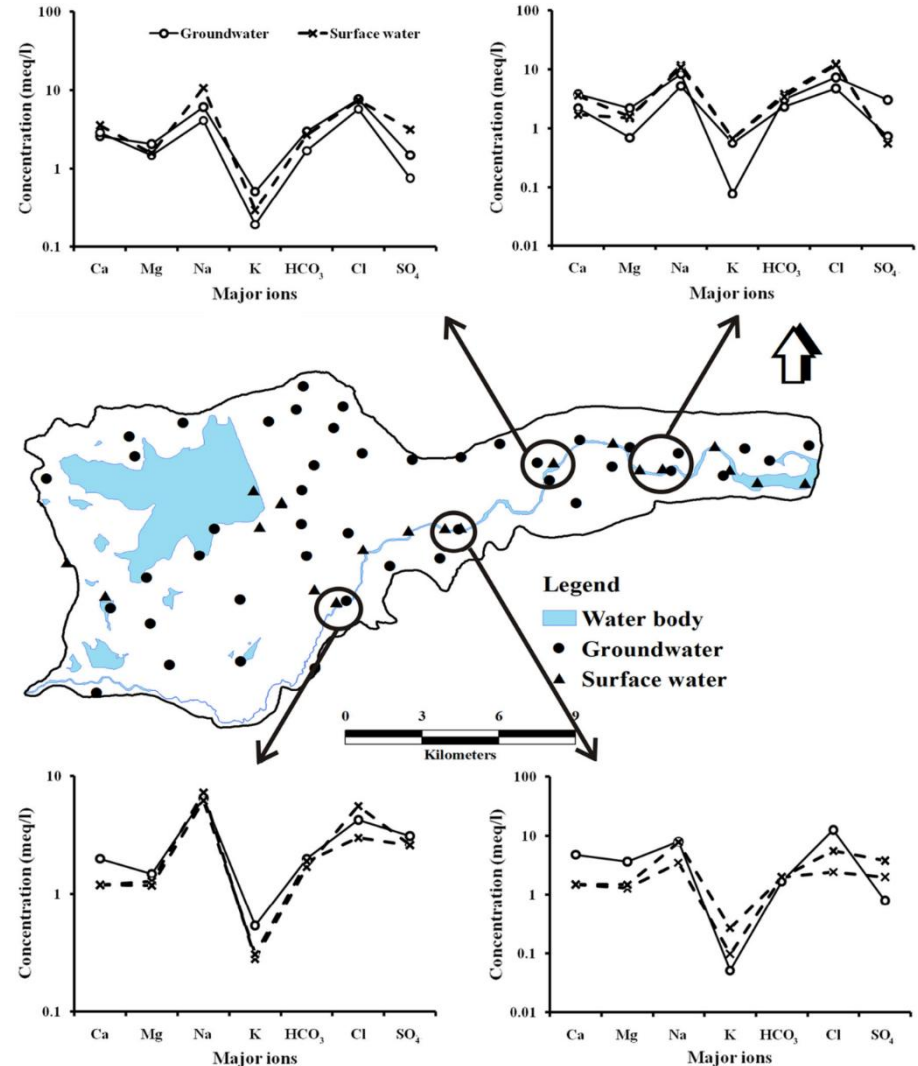 100
10
1
0.1
Concentration (meq/l)
Groundwater
Surface water
Ca Mg Na K HCO₃ Cl SO₄
Major ions
100
10
1
0.1
0.01
Concentration (meq/l)
Ca Mg Na K HCO₃ Cl SO₄
Major ions
Legend
Water body
Groundwater
Surface water
0 3 6 9
Kilometers
10
1
0.1
Concentration (meq/l)
Ca Mg Na K HCO₃ Cl SO₄
Major ions
100
10
1
0.1
0.01
Concentration (meq/l)
Ca Mg Na K HCO₃ Cl SO₄
Major ions